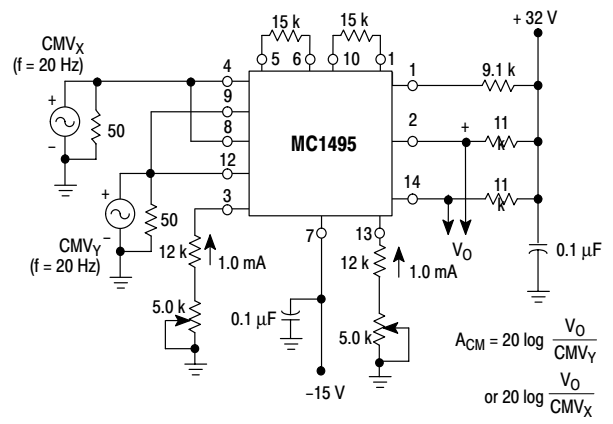 15 k
15 k
+ 32 V
CMVX
(f = 20 Hz)
4
5
6
10
1
1
9.1 k
+
9
50
8
–
MC1495
2
+
11
k
12
14
11
k
+
3
50
–
CMVY
(f = 20 Hz)
12 k
1.0 mA
7
13
12 k
1.0 mA
VO
0.1 µF
5.0 k
0.1 µF
5.0 k
–15 V
ACM = 20 log VO
CMVY
or 20 log VO
CMVX